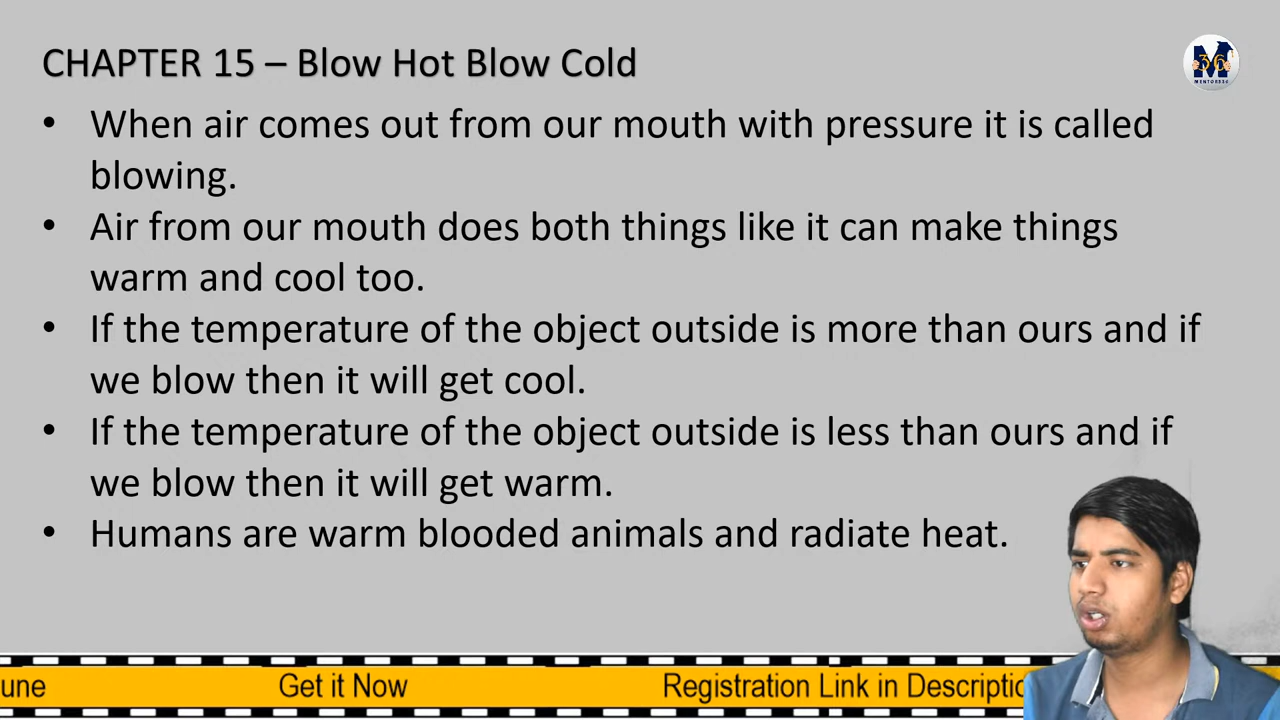 CHAPTER 15 – Blow Hot Blow Cold
• When air comes out from our mouth with pressure it is called
blowing.
• Air from our mouth does both things like it can make things
warm and cool too.
• If the temperature of the object outside is more than ours and if
we blow then it will get cool.
• If the temperature of the object outside is less than ours and if
we blow then it will get warm.
• Humans are warm blooded animals and radiate heat.
M
36
MENTORS36
une Get it Now Registration Link in Descriptio